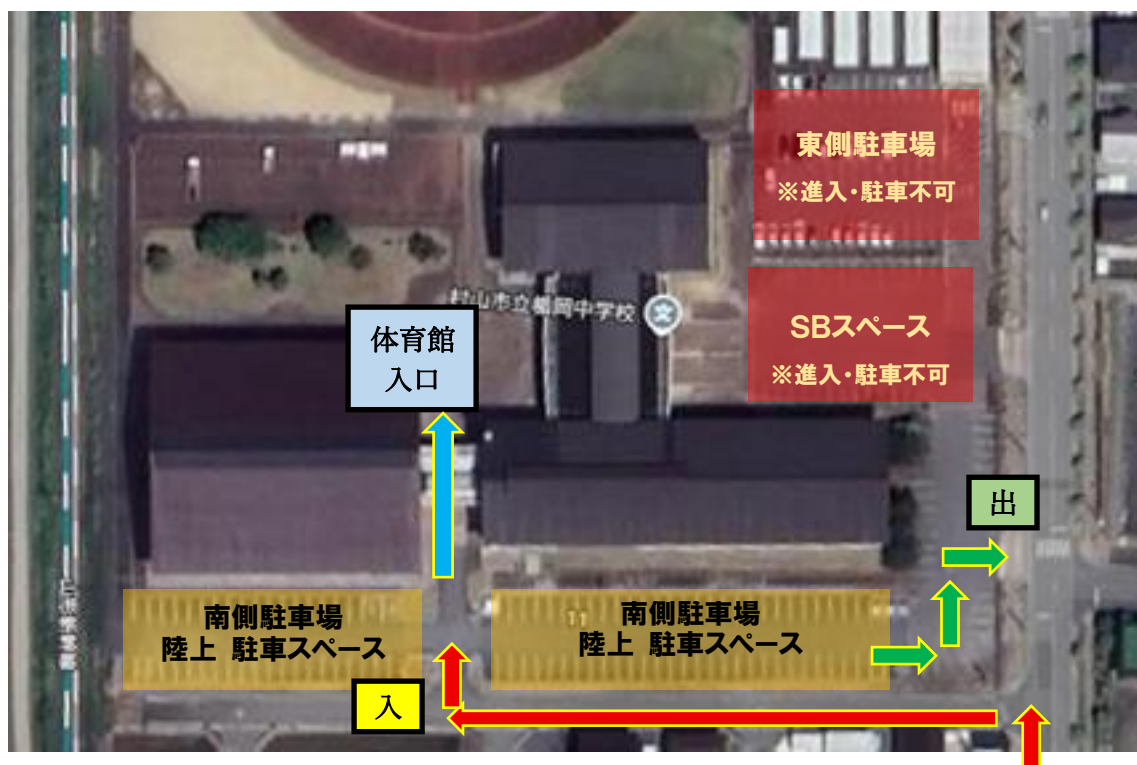 東側駐車場
※進入・駐車不可
村山市立楯岡中学校
文
SBスペース
※進入・駐車不可
体育館
入口
出
南側駐車場
陸上 駐車スペース
南側駐車場
陸上 駐車スペース
入